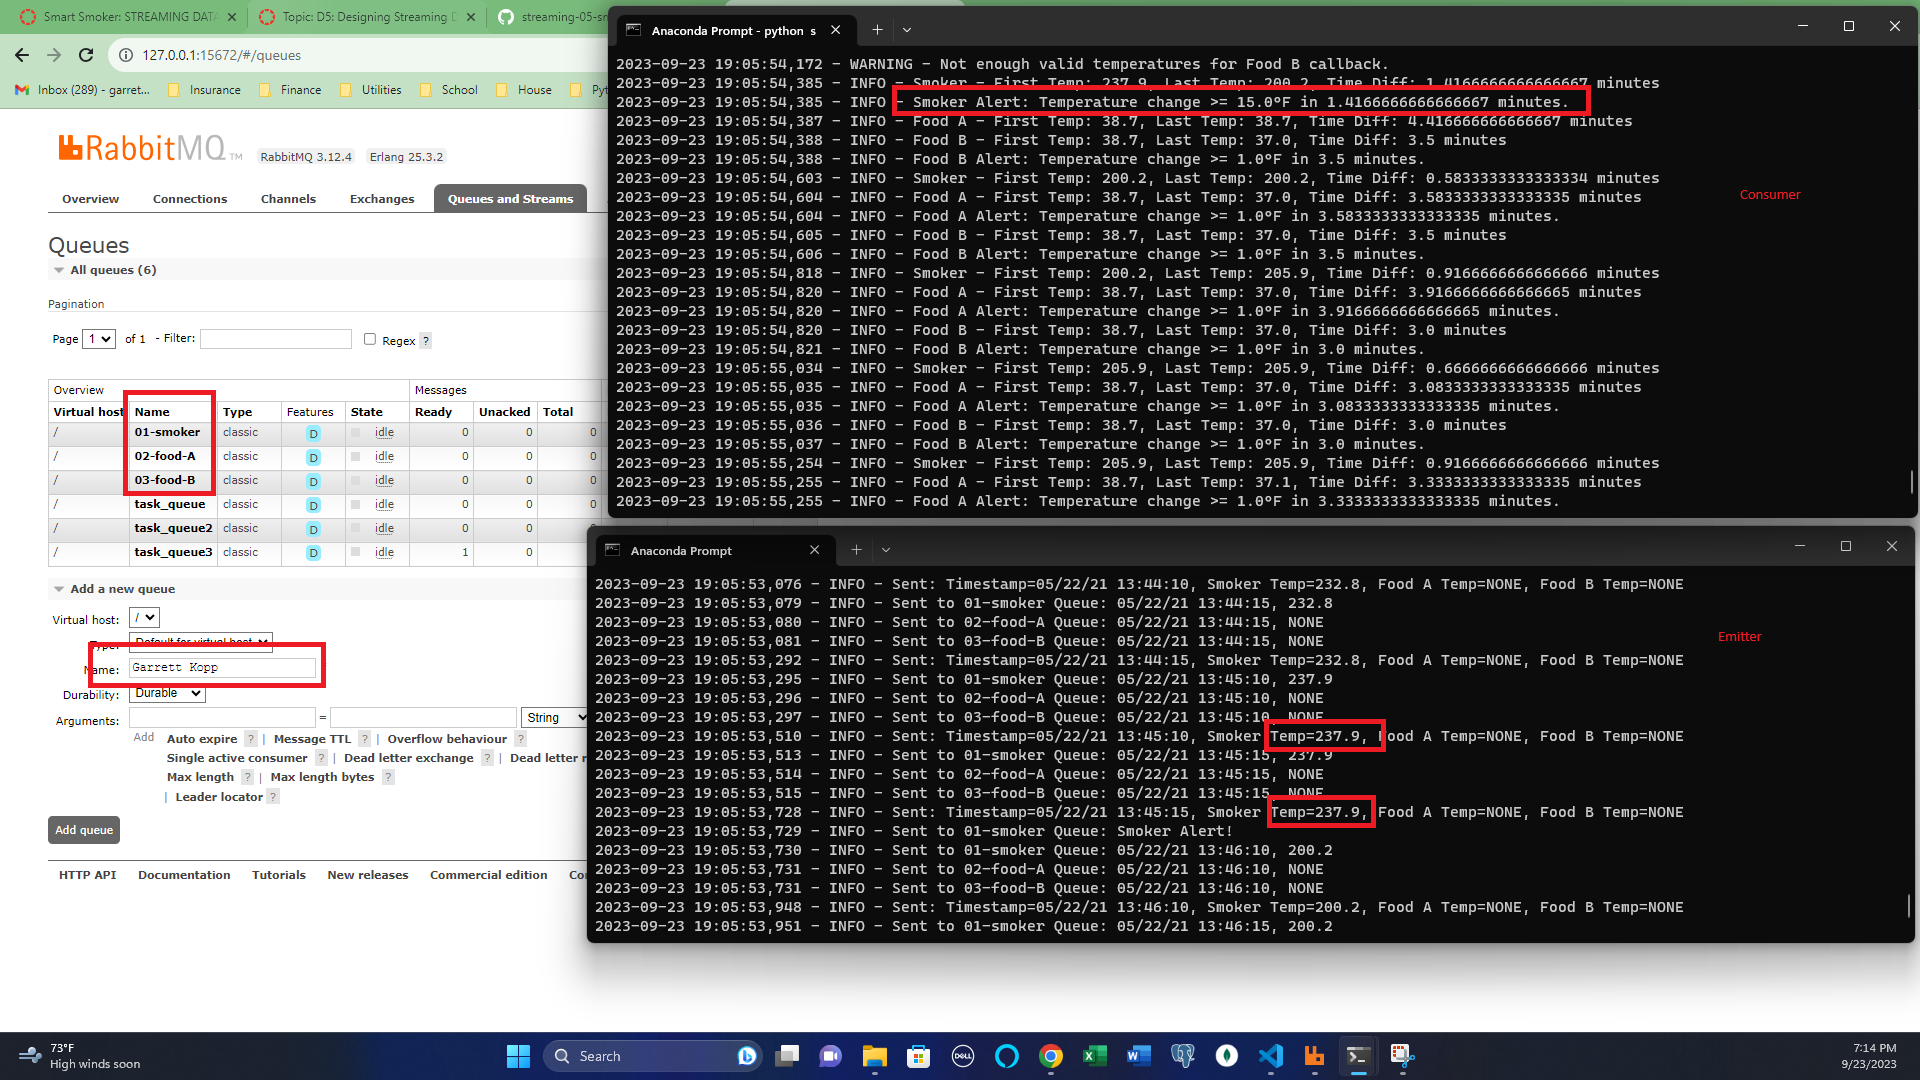 Smart Smoker: STREAMING DATA
Topic: D5: Designing Streaming D
streaming-05-sm
127.0.0.1:15672/#/queues
Inbox (289) - garret...
Insurance
Finance
Utilities
School
House
Pyt
RabbitMQ TM
RabbitMQ 3.12.4
Erlang 25.3.2
Overview
Connections
Channels
Exchanges
Queues and Streams
Queues
All queues (6)
Pagination
Page 1 of 1 - Filter:
Regex ?
Overview Messages
Virtual host Name Type Features State Ready Unacked Total
/ 01-smoker classic D idle 0 0 0
/ 02-food-A classic D idle 0 0 0
/ 03-food-B classic D idle 0 0 0
/ task_queue classic D idle 0 0 0
/ task_queue2 classic D idle 0 0 0
/ task_queue3 classic D idle 1 0
Add a new queue
Virtual host: /
Type: Default for virtual host
Name: Garrett Kopp
Durability: Durable
Arguments: = String
Add Auto expire ? | Message TTL ? | Overflow behaviour ?
Single active consumer ? | Dead letter exchange ? | Dead letter r
Max length ? | Max length bytes ?
| Leader locator ?
Add queue
HTTP API
Documentation
Tutorials
New releases
Commercial edition
Co
Anaconda Prompt - python s
2023-09-23 19:05:54,172 - WARNING - Not enough valid temperatures for Food B callback.
2023-09-23 19:05:54,385 - INFO - Smoker - First Temp: 237.9, Last Temp: 200.2, Time Diff: 1.4166666666666667 minutes
2023-09-23 19:05:54,385 - INFO - Smoker Alert: Temperature change >= 15.0°F in 1.4166666666666667 minutes.
2023-09-23 19:05:54,387 - INFO - Food A - First Temp: 38.7, Last Temp: 38.7, Time Diff: 4.416666666666667 minutes
2023-09-23 19:05:54,388 - INFO - Food B - First Temp: 38.7, Last Temp: 37.0, Time Diff: 3.5 minutes
2023-09-23 19:05:54,388 - INFO - Food B Alert: Temperature change >= 1.0°F in 3.5 minutes.
2023-09-23 19:05:54,603 - INFO - Smoker - First Temp: 200.2, Last Temp: 200.2, Time Diff: 0.5833333333333334 minutes
2023-09-23 19:05:54,604 - INFO - Food A - First Temp: 38.7, Last Temp: 37.0, Time Diff: 3.5833333333333335 minutes
2023-09-23 19:05:54,604 - INFO - Food A Alert: Temperature change >= 1.0°F in 3.5833333333333335 minutes.
2023-09-23 19:05:54,605 - INFO - Food B - First Temp: 38.7, Last Temp: 37.0, Time Diff: 3.5 minutes
2023-09-23 19:05:54,606 - INFO - Food B Alert: Temperature change >= 1.0°F in 3.5 minutes.
2023-09-23 19:05:54,818 - INFO - Smoker - First Temp: 200.2, Last Temp: 205.9, Time Diff: 0.9166666666666666 minutes
2023-09-23 19:05:54,820 - INFO - Food A - First Temp: 38.7, Last Temp: 37.0, Time Diff: 3.9166666666666665 minutes
2023-09-23 19:05:54,820 - INFO - Food A Alert: Temperature change >= 1.0°F in 3.9166666666666665 minutes.
2023-09-23 19:05:54,820 - INFO - Food B - First Temp: 38.7, Last Temp: 37.0, Time Diff: 3.0 minutes
2023-09-23 19:05:54,821 - INFO - Food B Alert: Temperature change >= 1.0°F in 3.0 minutes.
2023-09-23 19:05:55,034 - INFO - Smoker - First Temp: 205.9, Last Temp: 205.9, Time Diff: 0.6666666666666666 minutes
2023-09-23 19:05:55,035 - INFO - Food A - First Temp: 38.7, Last Temp: 37.0, Time Diff: 3.0833333333333335 minutes
2023-09-23 19:05:55,035 - INFO - Food A Alert: Temperature change >= 1.0°F in 3.0833333333333335 minutes.
2023-09-23 19:05:55,036 - INFO - Food B - First Temp: 38.7, Last Temp: 37.0, Time Diff: 3.0 minutes
2023-09-23 19:05:55,037 - INFO - Food B Alert: Temperature change >= 1.0°F in 3.0 minutes.
2023-09-23 19:05:55,254 - INFO - Smoker - First Temp: 205.9, Last Temp: 205.9, Time Diff: 0.9166666666666666 minutes
2023-09-23 19:05:55,255 - INFO - Food A - First Temp: 38.7, Last Temp: 37.1, Time Diff: 3.3333333333333335 minutes
2023-09-23 19:05:55,255 - INFO - Food A Alert: Temperature change >= 1.0°F in 3.3333333333333335 minutes.
Consumer
Anaconda Prompt
2023-09-23 19:05:53,076 - INFO - Sent: Timestamp=05/22/21 13:44:10, Smoker Temp=232.8, Food A Temp=NONE, Food B Temp=NONE
2023-09-23 19:05:53,079 - INFO - Sent to 01-smoker Queue: 05/22/21 13:44:15, 232.8
2023-09-23 19:05:53,080 - INFO - Sent to 02-food-A Queue: 05/22/21 13:44:15, NONE
2023-09-23 19:05:53,081 - INFO - Sent to 03-food-B Queue: 05/22/21 13:44:15, NONE
2023-09-23 19:05:53,292 - INFO - Sent: Timestamp=05/22/21 13:44:15, Smoker Temp=232.8, Food A Temp=NONE, Food B Temp=NONE
2023-09-23 19:05:53,295 - INFO - Sent to 01-smoker Queue: 05/22/21 13:45:10, 237.9
2023-09-23 19:05:53,296 - INFO - Sent to 02-food-A Queue: 05/22/21 13:45:10, NONE
2023-09-23 19:05:53,297 - INFO - Sent to 03-food-B Queue: 05/22/21 13:45:10, NONE
2023-09-23 19:05:53,510 - INFO - Sent: Timestamp=05/22/21 13:45:10, Smoker Temp=237.9, Food A Temp=NONE, Food B Temp=NONE
2023-09-23 19:05:53,513 - INFO - Sent to 01-smoker Queue: 05/22/21 13:45:15, 237.9
2023-09-23 19:05:53,514 - INFO - Sent to 02-food-A Queue: 05/22/21 13:45:15, NONE
2023-09-23 19:05:53,515 - INFO - Sent to 03-food-B Queue: 05/22/21 13:45:15, NONE
2023-09-23 19:05:53,728 - INFO - Sent: Timestamp=05/22/21 13:45:15, Smoker Temp=237.9, Food A Temp=NONE, Food B Temp=NONE
2023-09-23 19:05:53,729 - INFO - Sent to 01-smoker Queue: Smoker Alert!
2023-09-23 19:05:53,730 - INFO - Sent to 01-smoker Queue: 05/22/21 13:46:10, 200.2
2023-09-23 19:05:53,731 - INFO - Sent to 02-food-A Queue: 05/22/21 13:46:10, NONE
2023-09-23 19:05:53,731 - INFO - Sent to 03-food-B Queue: 05/22/21 13:46:10, NONE
2023-09-23 19:05:53,948 - INFO - Sent: Timestamp=05/22/21 13:46:10, Smoker Temp=200.2, Food A Temp=NONE, Food B Temp=NONE
2023-09-23 19:05:53,951 - INFO - Sent to 01-smoker Queue: 05/22/21 13:46:15, 200.2
Emitter
73°F
High winds soon
Search
DELL
7:14 PM
9/23/2023